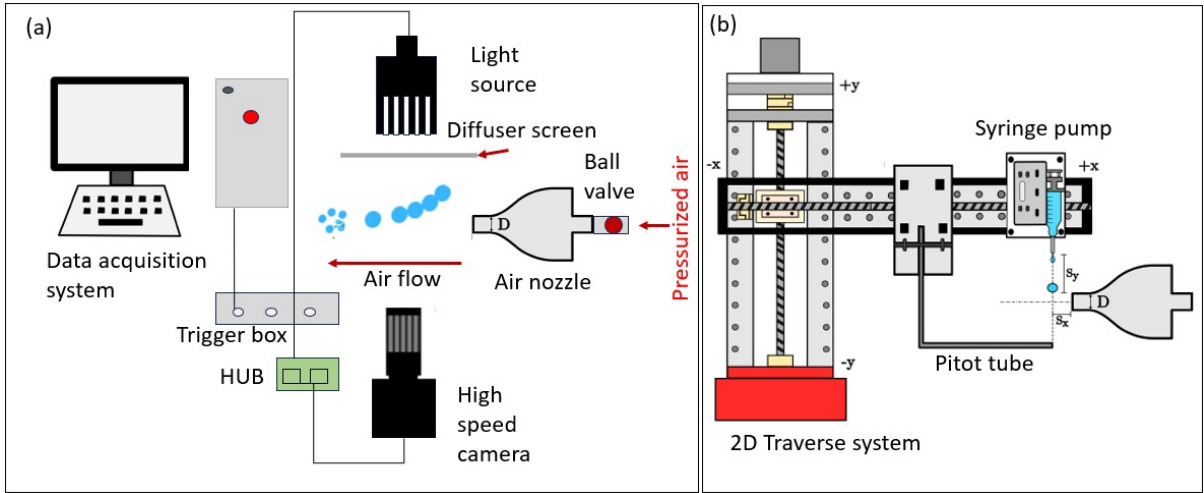 (a)
Light
source
Diffuser screen
Ball
valve
Pressurized air
D
Air flow
Air nozzle
Data acquisition
system
Trigger box
HUB
High
speed
camera
(b)
+y
Syringe pump
-x
+x
Sy
D
Sx
Pitot tube
-y
2D Traverse system